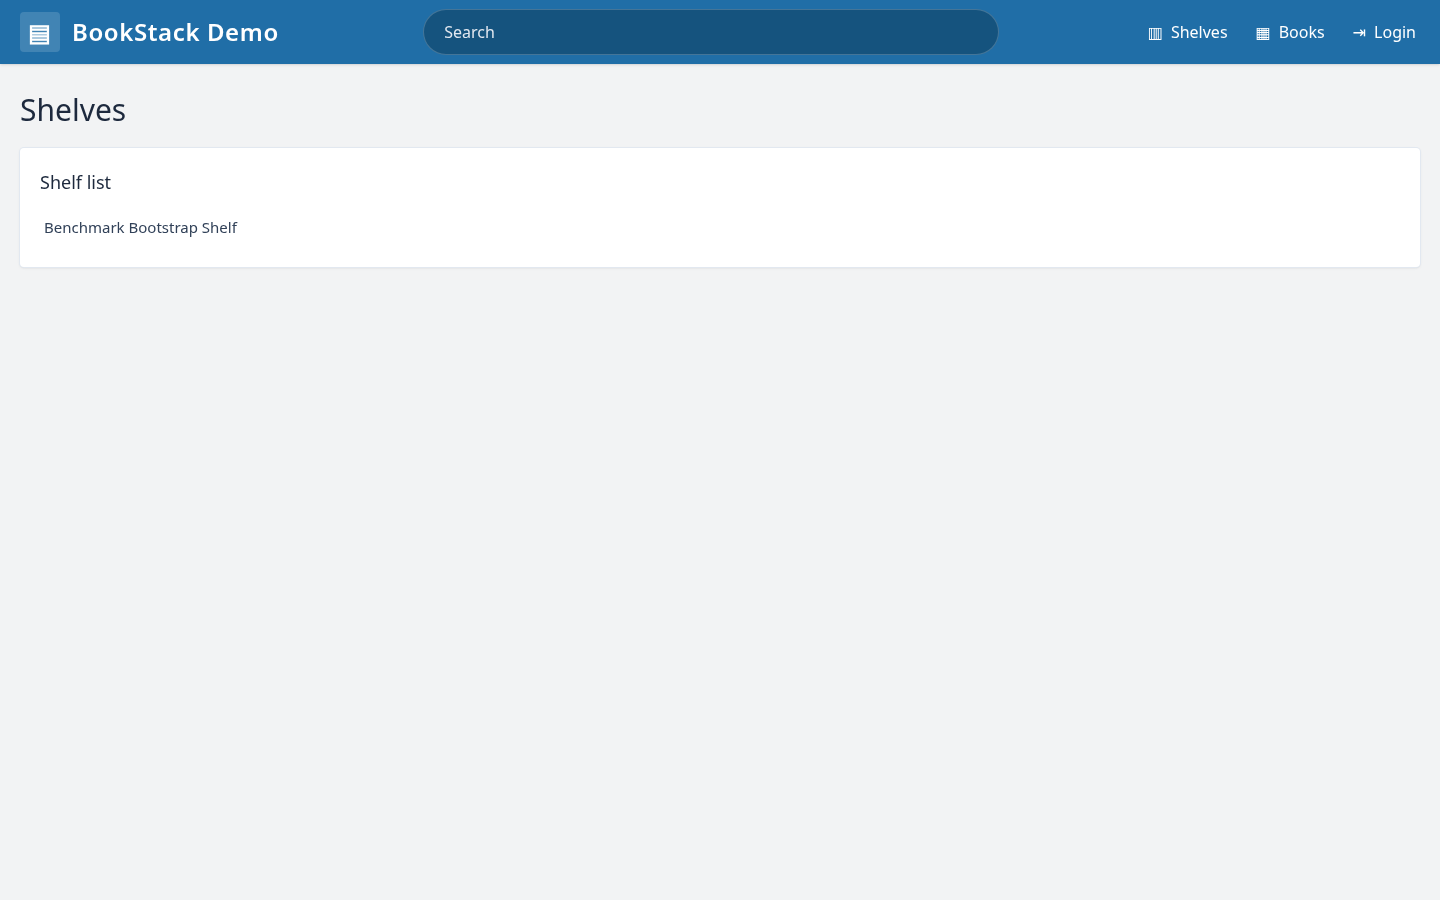 BookStack Demo
Search
Shelves
Books
Login
Shelves
Shelf list
Benchmark Bootstrap Shelf